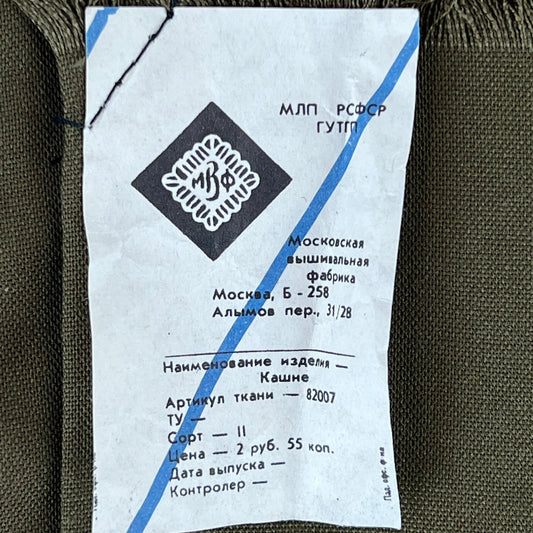 МЛП РСФСР
ГУТП
МВФ
Московская
вышивальная
фабрика
Москва, Б - 258
Алымов пер., 31/28
Наименование изделия —
Кашне
Артикул ткани — 82007
ТУ —
Сорт — II
Цена — 2 руб. 55 коп.
Дата выпуска —
Контролер —